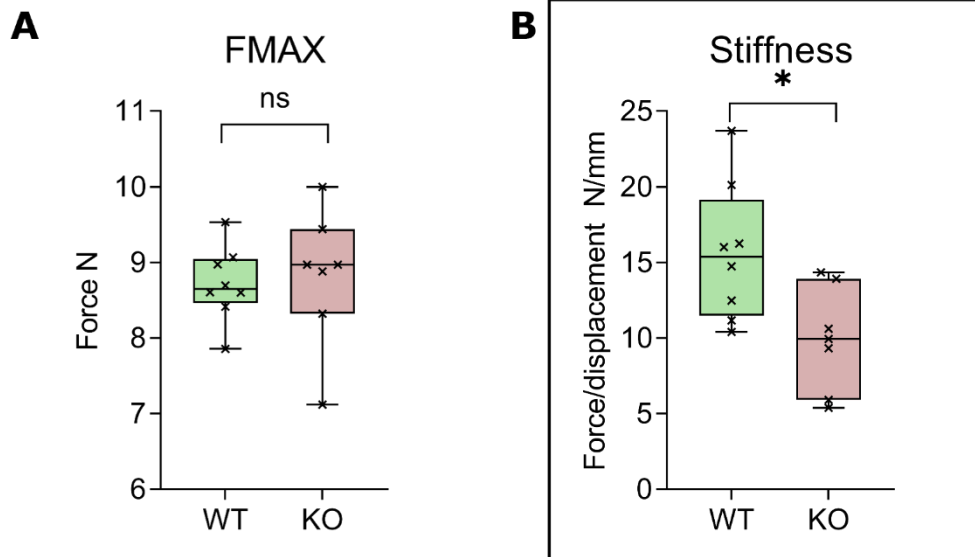 A
FMAX
ns
11
10
9
8
7
6
Force N
WT KO
B
Stiffness
*
25
20
15
10
5
0
Force/displacement N/mm
WT KO